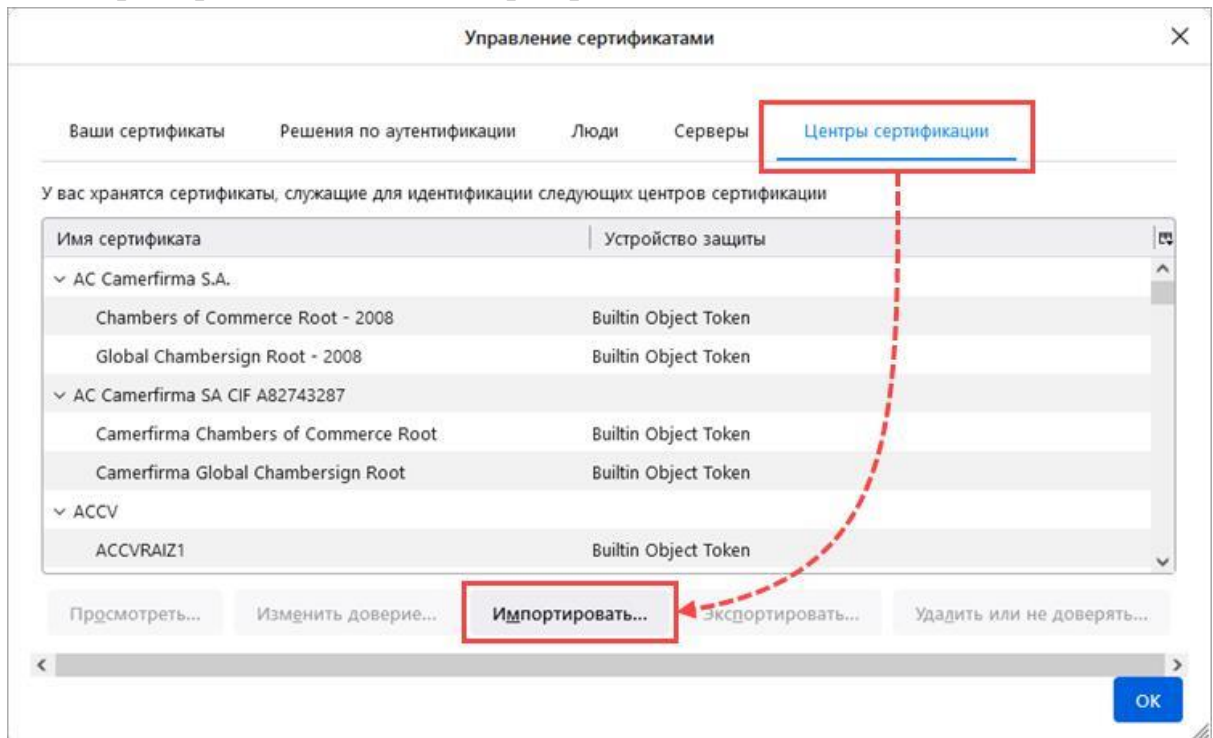 Управление сертификатами
Ваши сертификаты Решения по аутентификации Люди Серверы Центры сертификации
У вас хранятся сертификаты, служащие для идентификации следующих центров сертификации
Имя сертификата Устройство защиты
AC Camerfirma S.A.
Chambers of Commerce Root - 2008 Builtin Object Token
Global Chambersign Root - 2008 Builtin Object Token
AC Camerfirma SA CIF A82743287
Camerfirma Chambers of Commerce Root Builtin Object Token
Camerfirma Global Chambersign Root Builtin Object Token
ACCV
ACCVRAIZ1 Builtin Object Token
Просмотреть... Изменить доверие... Импортировать... Экспортировать... Удалить или не доверять...
ОК